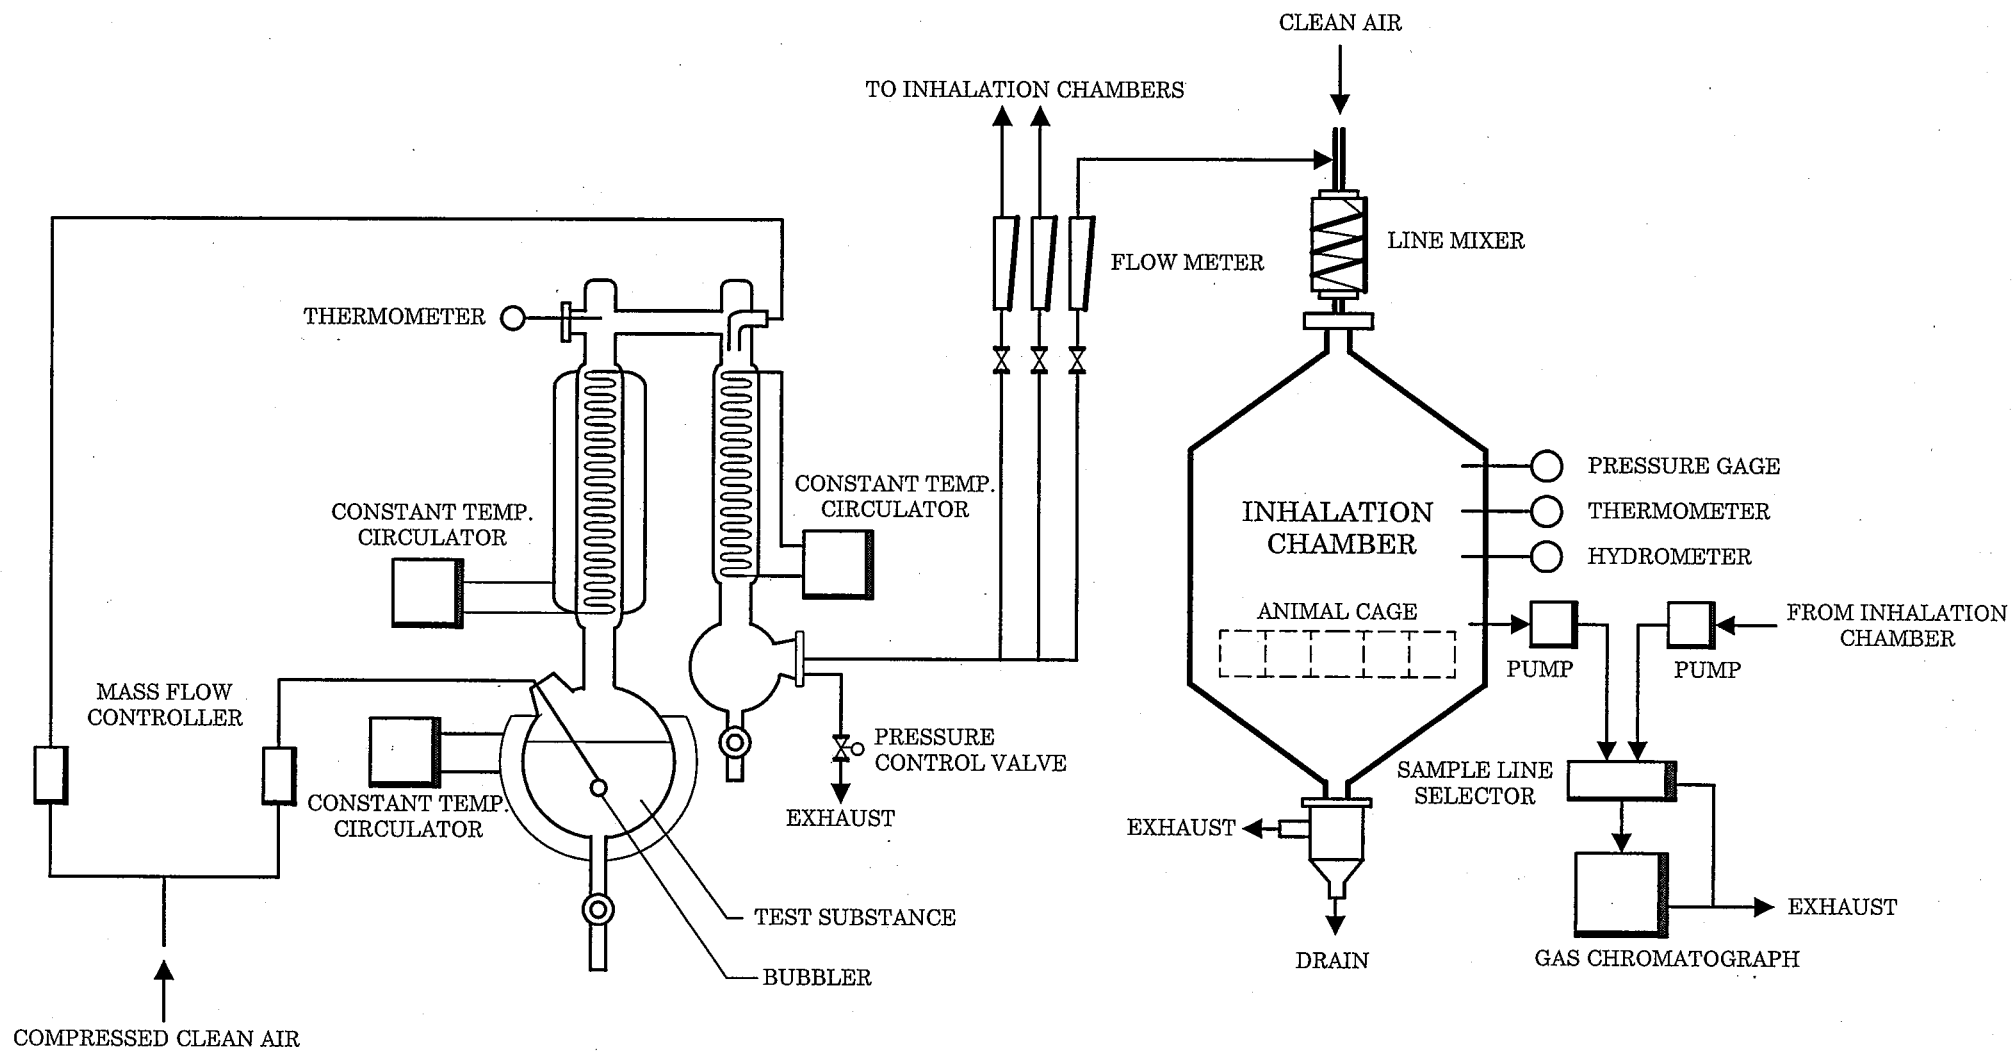 CLEAN AIR
TO INHALATION CHAMBERS
LINE MIXER
FLOW METER
THERMOMETER
PRESSURE GAGE
CONSTANT TEMP.
CIRCULATOR
CONSTANT TEMP.
CIRCULATOR
INHALATION
CHAMBER
THERMOMETER
HYDROMETER
ANIMAL CAGE
FROM INHALATION
CHAMBER
PUMP
PUMP
MASS FLOW
CONTROLLER
PRESSURE
CONTROL VALVE
SAMPLE LINE
SELECTOR
CONSTANT TEMP.
CIRCULATOR
EXHAUST
EXHAUST
TEST SUBSTANCE
EXHAUST
DRAIN
GAS CHROMATOGRAPH
BUBBLER
COMPRESSED CLEAN AIR